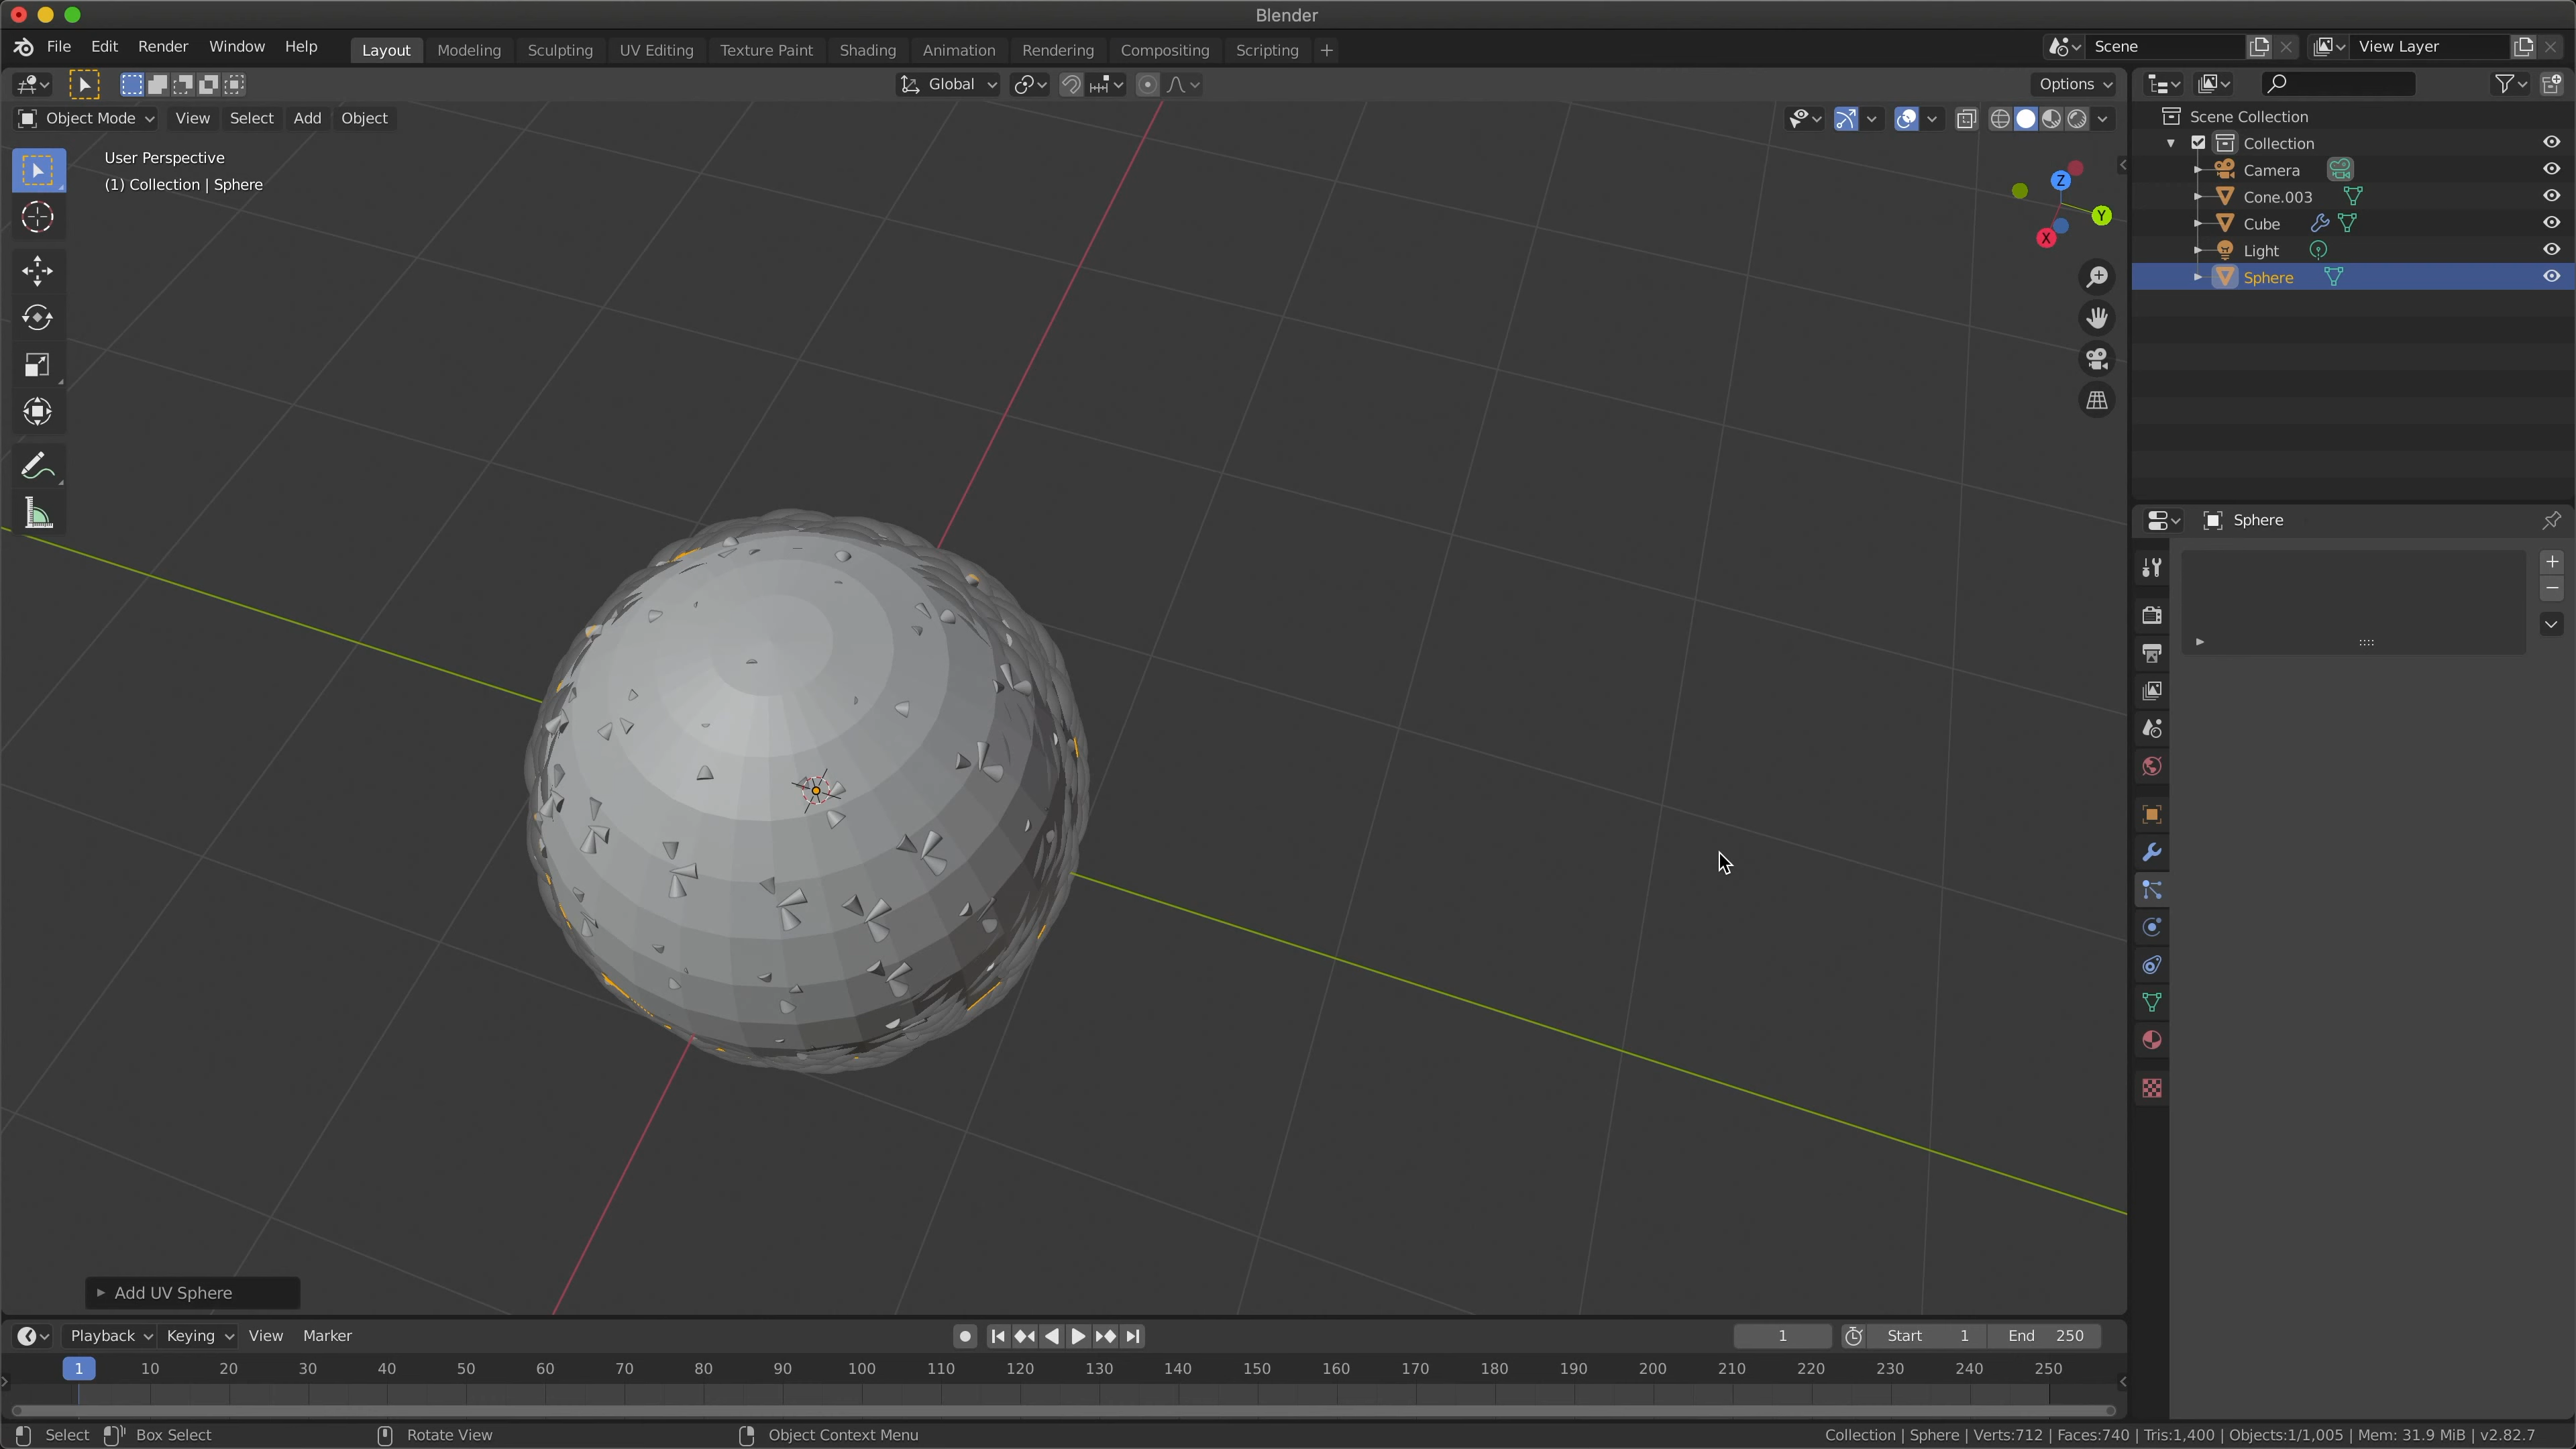 Blender
File Edit Render Window Help Layout Modeling Sculpting UV Editing Texture Paint Shading Animation Rendering Compositing Scripting + Scene View Layer
Global Options
Object Mode View Select Add Object
User Perspective
(1) Collection | Sphere
Z
Y
X
Scene Collection
Collection
Camera
Cone.003
Cube
Light
Sphere
Sphere
Add UV Sphere
Playback Keying View Marker 1 Start 1 End 250
1 10 20 30 40 50 60 70 80 90 100 110 120 130 140 150 160 170 180 190 200 210 220 230 240 250
Select Box Select Rotate View Object Context Menu Collection | Sphere | Verts:712 | Faces:740 | Tris:1,400 | Objects:1/1,005 | Mem: 31.9 MiB | v2.82.7